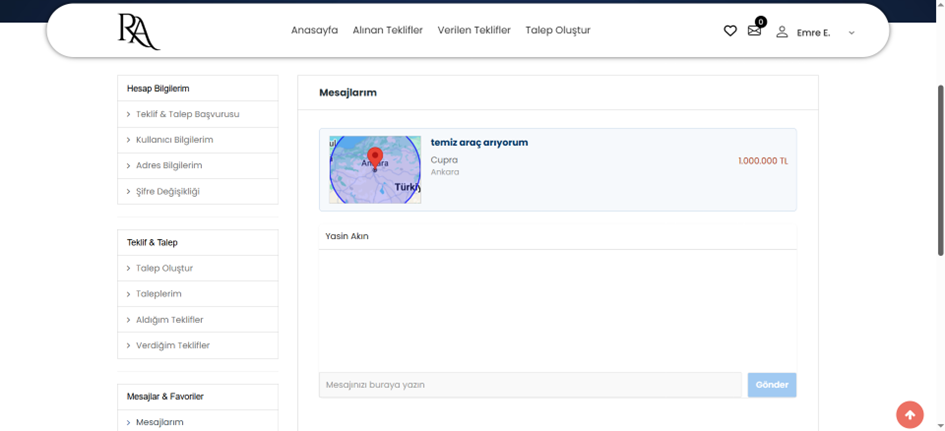 RA
Anasayfa Alınan Teklifler Verilen Teklifler Talep Oluştur
0
Emre E.
Hesap Bilgilerim
Teklif & Talep Başvurusu
Kullanıcı Bilgilerim
Adres Bilgilerim
Şifre Değişikliği
Teklif & Talep
Talep Oluştur
Taleplerim
Aldığım Teklifler
Verdiğim Teklifler
Mesajlar & Favoriler
Mesajlarım
Mesajlarım
Ankara
temiz araç arıyorum
Cupra
Ankara
1.000.000 TL
Yasin Akın
Mesajınızı buraya yazın
Gönder